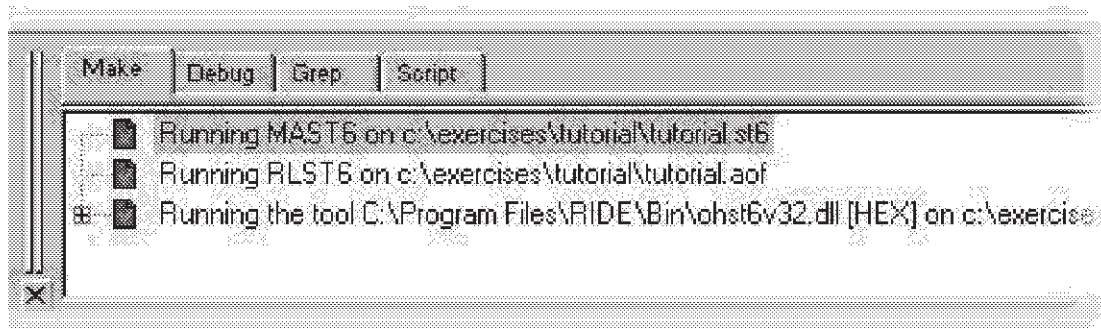 Make Debug Grep Script
Running MAST6 on c:\exercises\tutorial\tutorial.st6
Running RLST6 on c:\exercises\tutorial\tutorial.aof
Running the tool C:\Program Files\RIDE\Bin\ohst6v32.dll [HEX] on c:\exercise